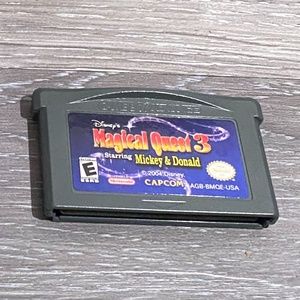 Disney's
Magical Quest 3
Starring Mickey & Donald
E
© 2004 Disney.
CAPCOM
AGB-BMQE-USA